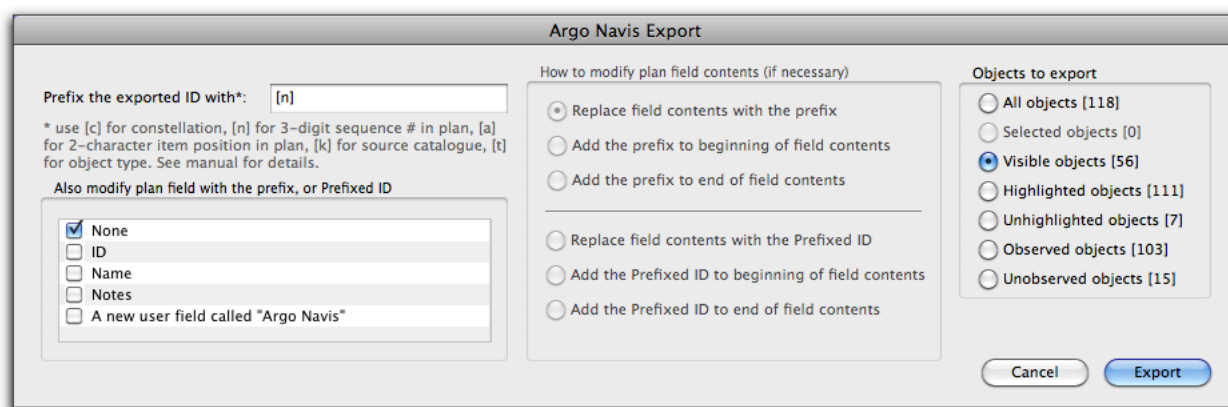 Argo Navis Export
Prefix the exported ID with*: [n]
* use [c] for constellation, [n] for 3-digit sequence # in plan, [a]
for 2-character item position in plan, [k] for source catalogue, [t]
for object type. See manual for details.
Also modify plan field with the prefix, or Prefixed ID
None
ID
Name
Notes
A new user field called "Argo Navis"
How to modify plan field contents (if necessary)
Replace field contents with the prefix
Add the prefix to beginning of field contents
Add the prefix to end of field contents
Replace field contents with the Prefixed ID
Add the Prefixed ID to beginning of field contents
Add the Prefixed ID to end of field contents
Objects to export
All objects [118]
Selected objects [0]
Visible objects [56]
Highlighted objects [111]
Unhighlighted objects [7]
Observed objects [103]
Unobserved objects [15]
Cancel
Export